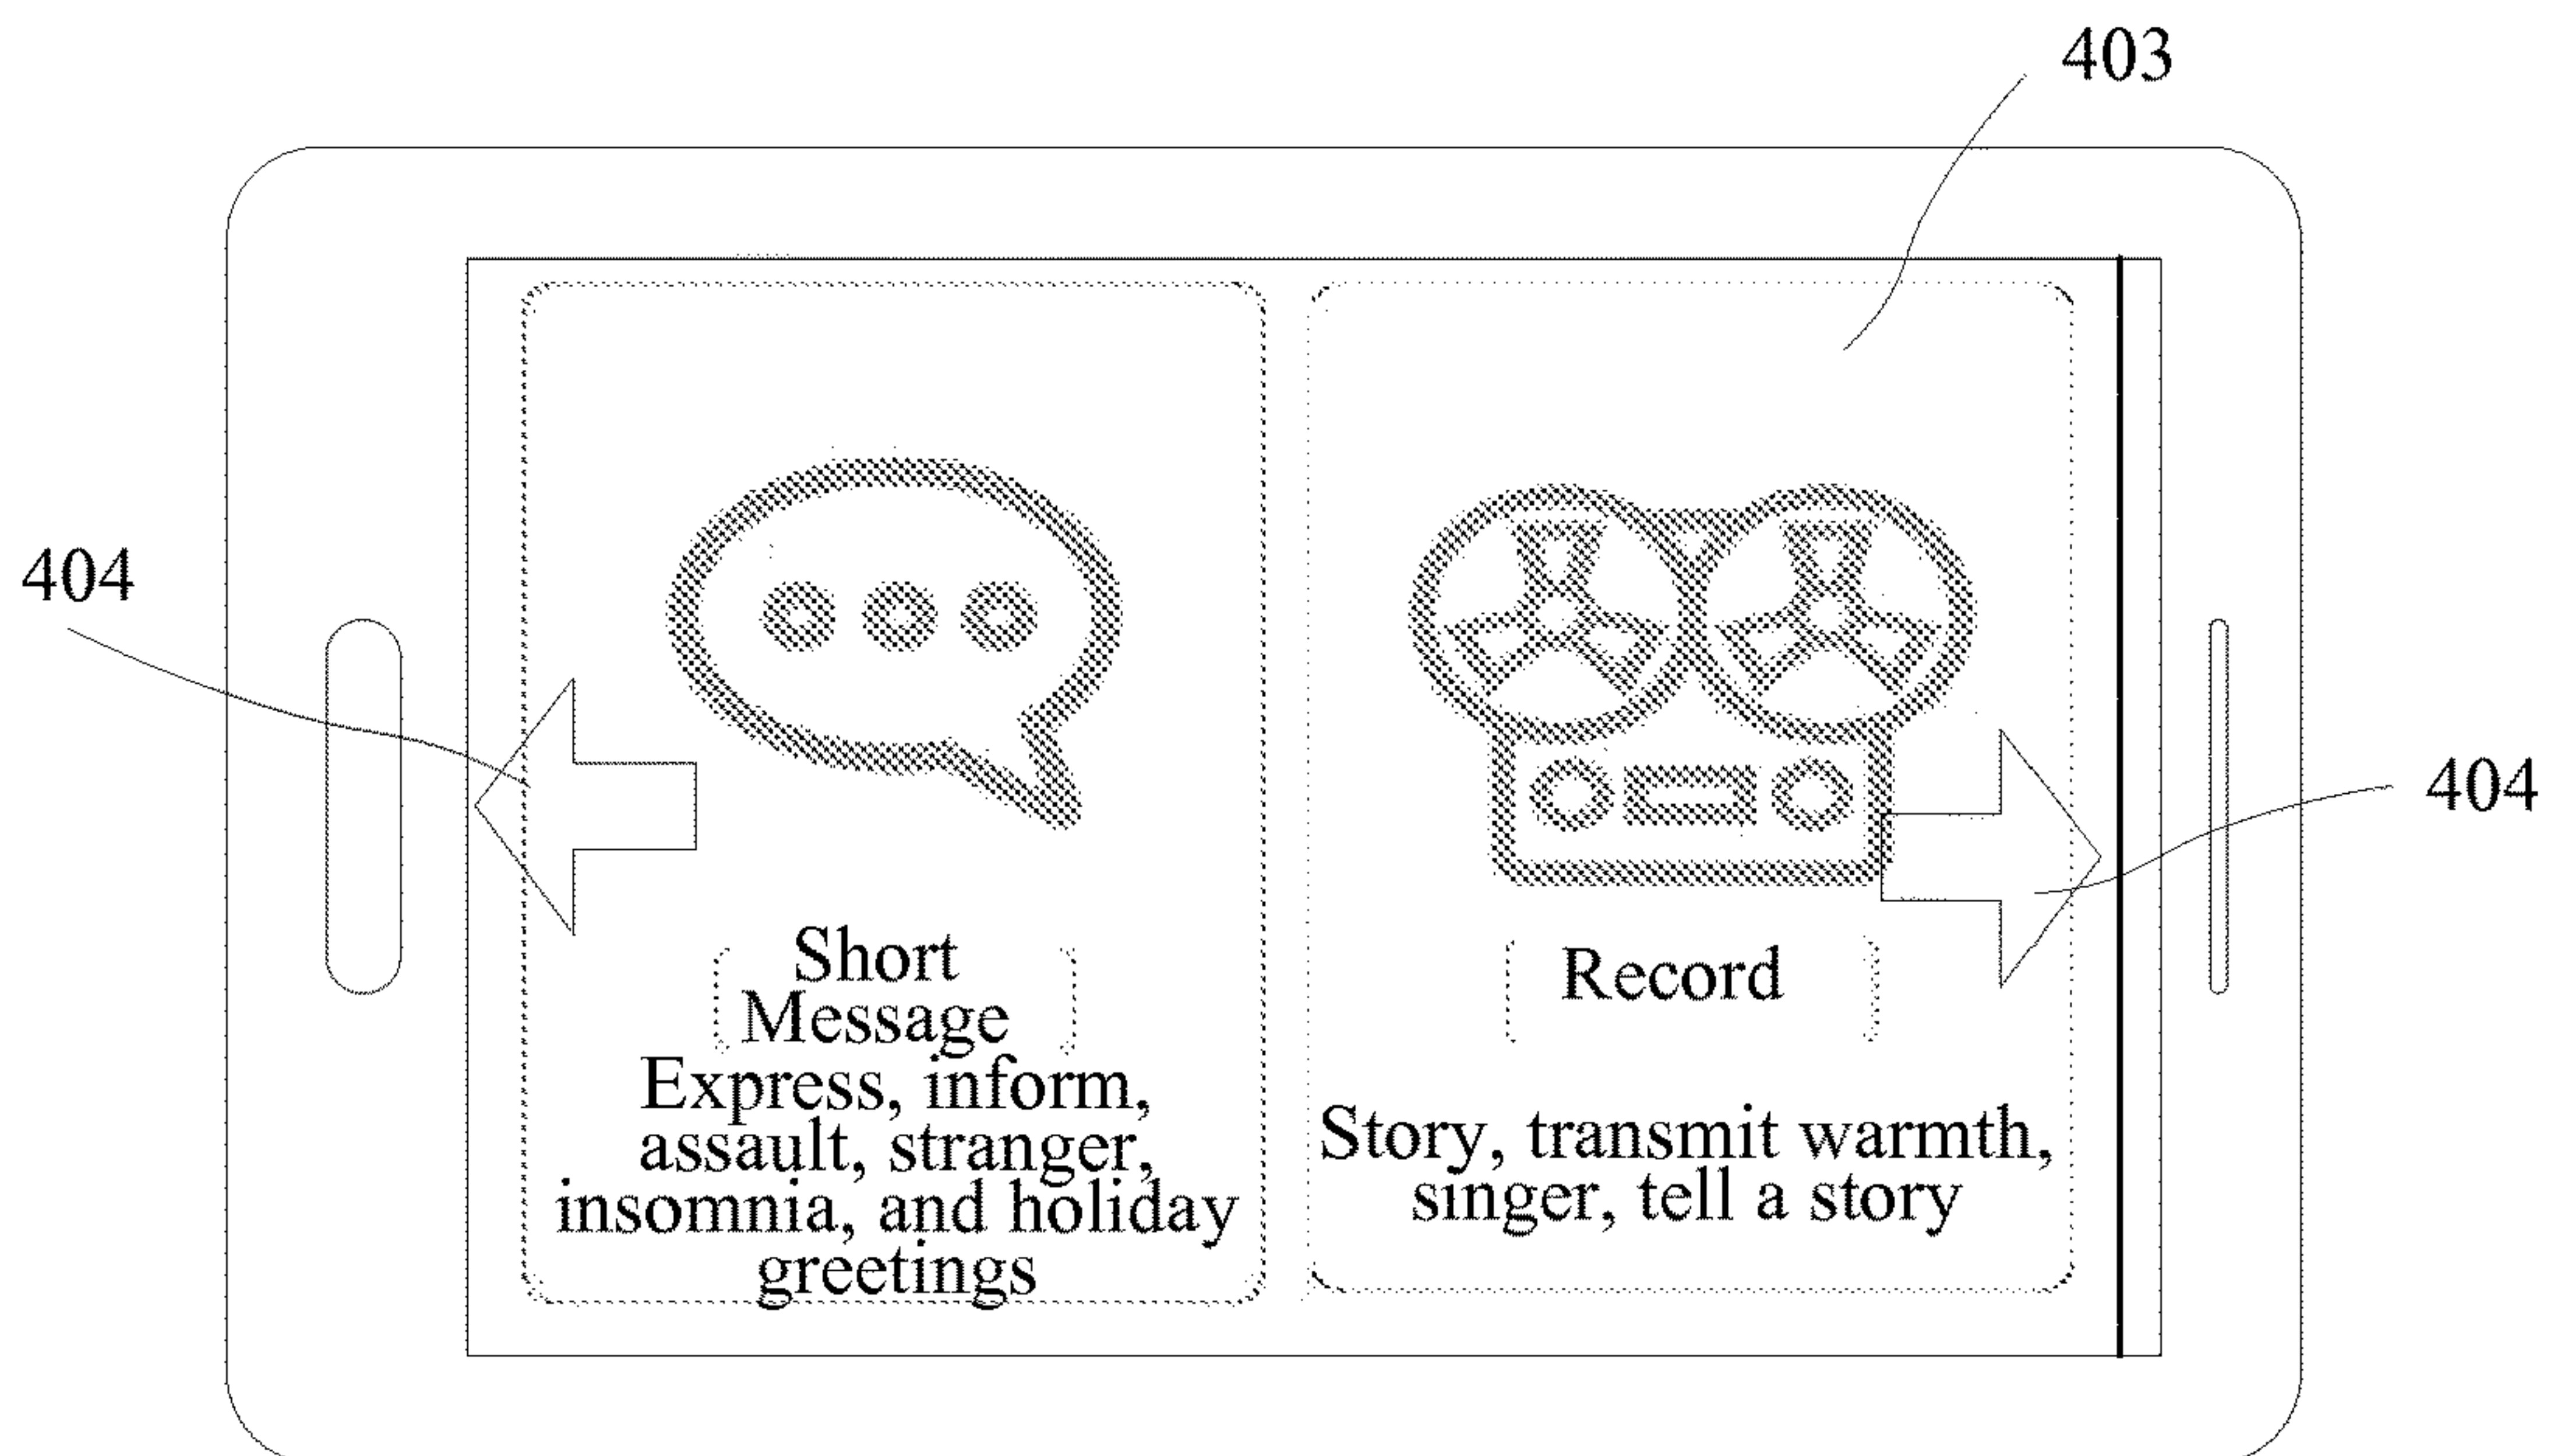 403
404
404
Short
Message
Express, inform,
assault, stranger,
insomnia, and holiday
greetings
Record
Story, transmit warmth,
singer, tell a story